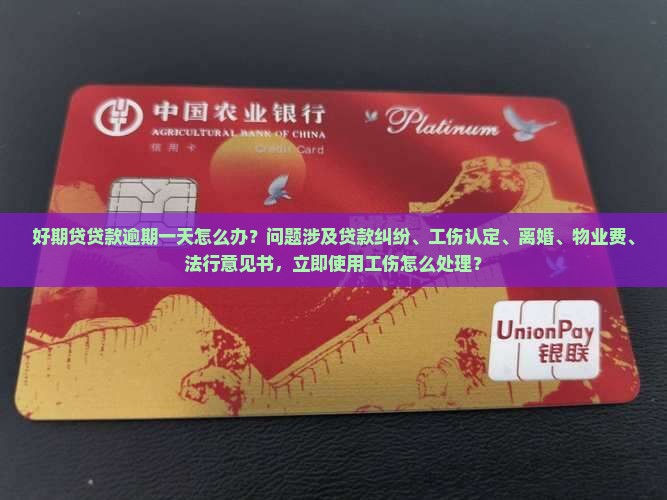 中国农业银行
AGRICULTURAL BANK OF CHINA
信用卡 Credit Card
Platinum
好期贷贷款逾期一天怎么办？问题涉及贷款纠纷、工伤认定、离婚、物业费、
法行意见书，立即使用工伤怎么处理？
UnionPay
银联